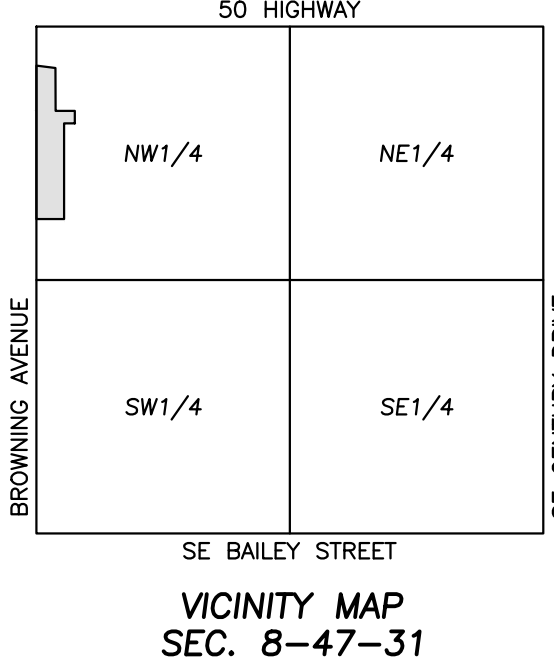 50 HIGHWAY
NW1/4
NE1/4
BROWNING AVENUE
SW1/4
SE1/4
SE BAILEY STREET
VICINITY MAP
SEC. 8-47-31